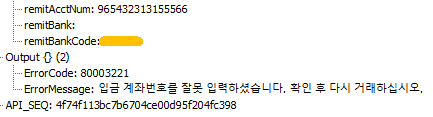 remitAcctNum: 965432313155566
remitBank:
remitBankCode:
Output {} (2)
ErrorCode: 80003221
ErrorMessage: 입금 계좌번호를 잘못 입력하셨습니다. 확인 후 다시 거래하십시오.
API_SEQ: 4f74f113bc7b6704ce00d95f204fc398